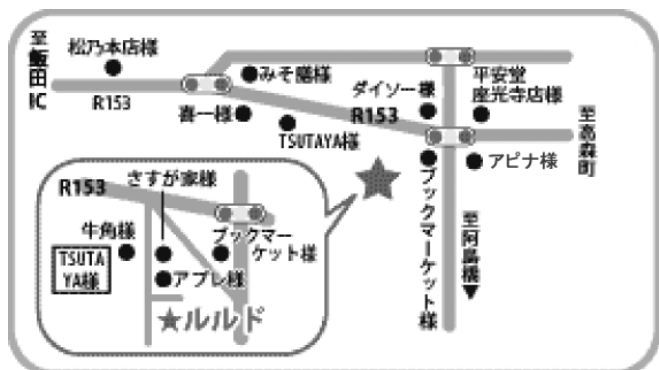 至飯田IC
松乃本店様
R153
みそ膳様
喜一様
TSUTAYA様
ダイソー様
R153
平安堂
座光寺店様
至高森町
アピナ様
ブックマーケット様
至阿島橋▼
R153
さすが家様
牛角様
TSUTA
YA様
アプレ様
ブックマー
ケット様
★ルルド